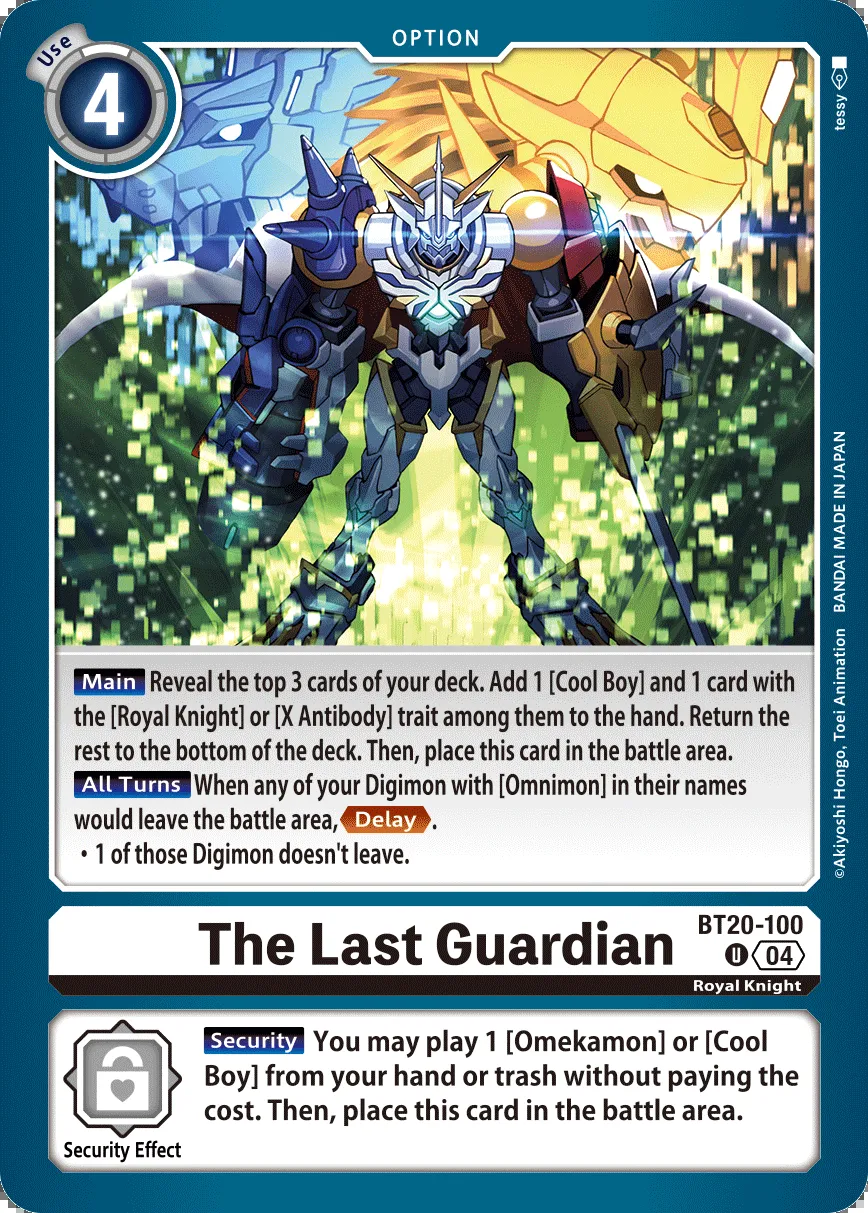 OPTION
Use
4
tessy
Main Reveal the top 3 cards of your deck. Add 1 [Cool Boy] and 1 card with
the [Royal Knight] or [X Antibody] trait among them to the hand. Return the
rest to the bottom of the deck. Then, place this card in the battle area.
All Turns When any of your Digimon with [Omnimon] in their names
would leave the battle area, Delay.
・1 of those Digimon doesn't leave.
©Akiyoshi Hongo, Toei Animation BANDAI MADE IN JAPAN
The Last Guardian
BT20-100
U 04
Royal Knight
Security You may play 1 [Omekamon] or [Cool
Boy] from your hand or trash without paying the
cost. Then, place this card in the battle area.
Security Effect